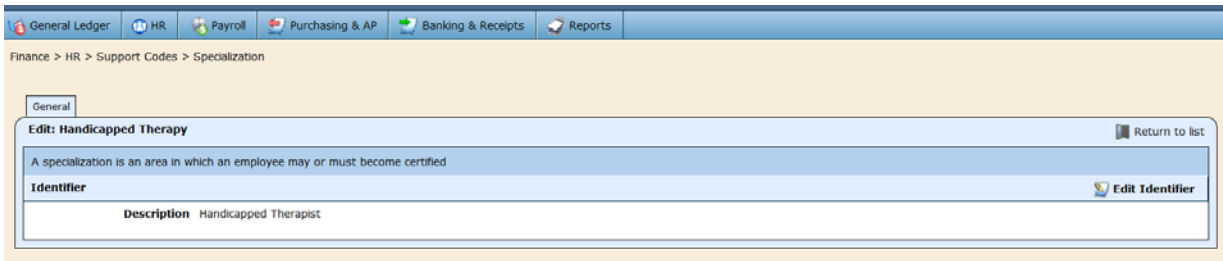 General Ledger HR Payroll Purchasing & AP Banking & Receipts Reports
Finance > HR > Support Codes > Specialization
General
Edit: Handicapped Therapy Return to list
A specialization is an area in which an employee may or must become certified
Identifier Edit Identifier
Description Handicapped Therapist